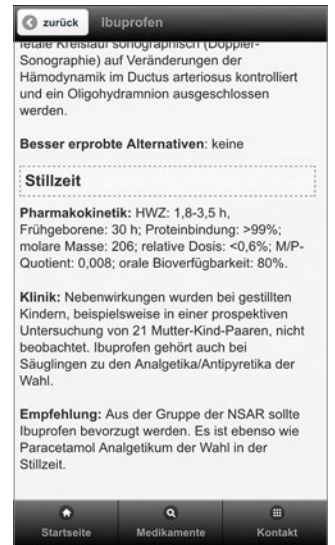 zurück Ibuprofen
fetale Kreislauf sonographisch (Doppler-
Sonographie) auf Veränderungen der
Hämodynamik im Ductus arteriosus kontrolliert
und ein Oligohydramnion ausgeschlossen
werden.
Besser erprobte Alternativen: keine
Stillzeit
Pharmakokinetik: HWZ: 1,8-3,5 h,
Frühgeborene: 30 h; Proteinbindung: >99%;
molare Masse: 206; relative Dosis: <0,6%; M/P-
Quotient: 0,008; orale Bioverfügbarkeit: 80%.
Klinik: Nebenwirkungen wurden bei gestillten
Kindern, beispielsweise in einer prospektiven
Untersuchung von 21 Mutter-Kind-Paaren, nicht
beobachtet. Ibuprofen gehört auch bei
Säuglingen zu den Analgetika/Antipyretika der
Wahl.
Empfehlung: Aus der Gruppe der NSAR sollte
Ibuprofen bevorzugt werden. Es ist ebenso wie
Paracetamol Analgetikum der Wahl in der
Stillzeit.
Startseite Medikamente Kontakt